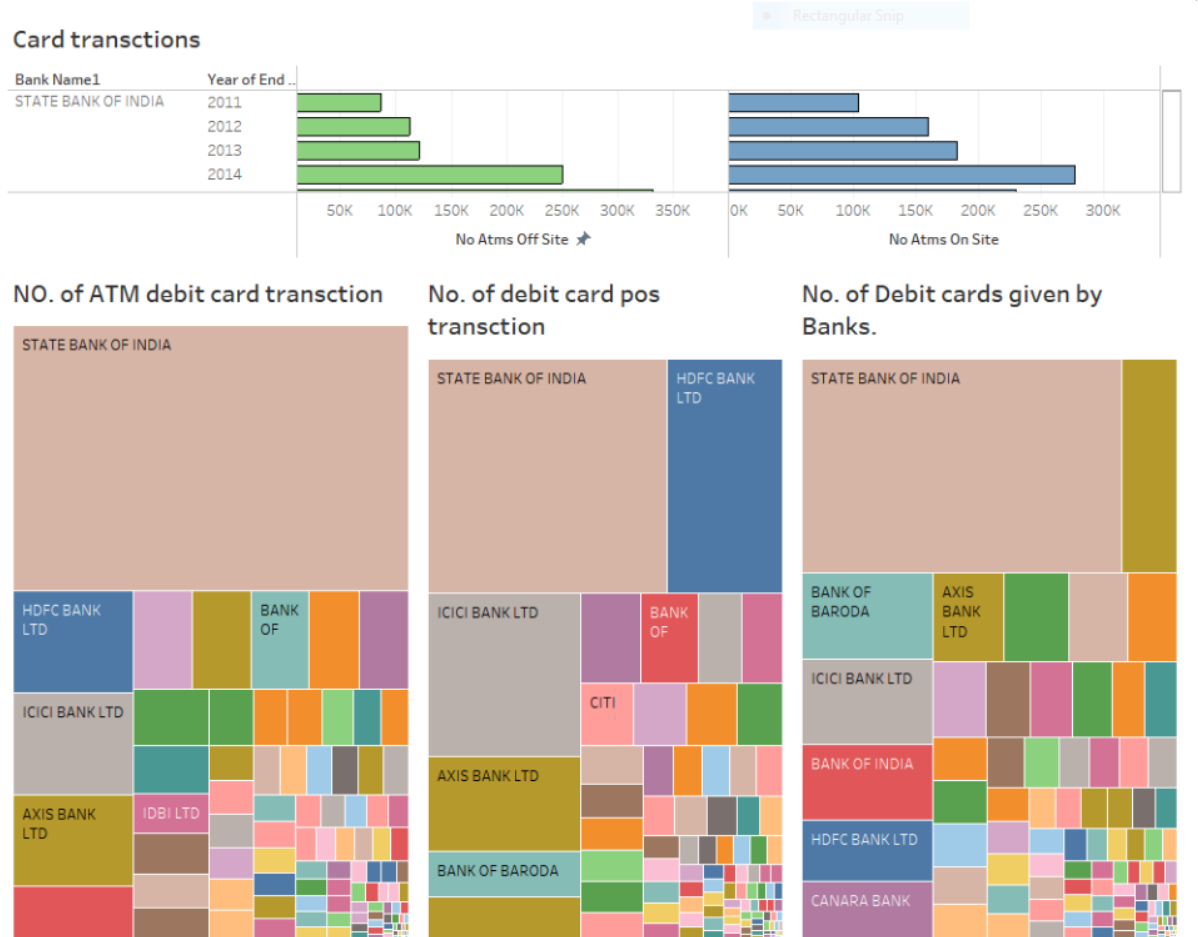 Rectangular Snip
Card transctions
Bank Name1
Year of End ..
STATE BANK OF INDIA
2011
2012
2013
2014
50K 100K 150K 200K 250K 300K 350K
0K 50K 100K 150K 200K 250K 300K
No Atms Off Site
No Atms On Site
NO. of ATM debit card transction
STATE BANK OF INDIA
HDFC BANK
LTD
BANK
OF
ICICI BANK LTD
AXIS BANK
LTD
IDBI LTD
No. of debit card pos
transction
STATE BANK OF INDIA
HDFC BANK
LTD
ICICI BANK LTD
BANK
OF
CITI
AXIS BANK LTD
BANK OF BARODA
No. of Debit cards given by
Banks.
STATE BANK OF INDIA
BANK OF
BARODA
AXIS
BANK
LTD
ICICI BANK LTD
BANK OF INDIA
HDFC BANK LTD
CANARA BANK